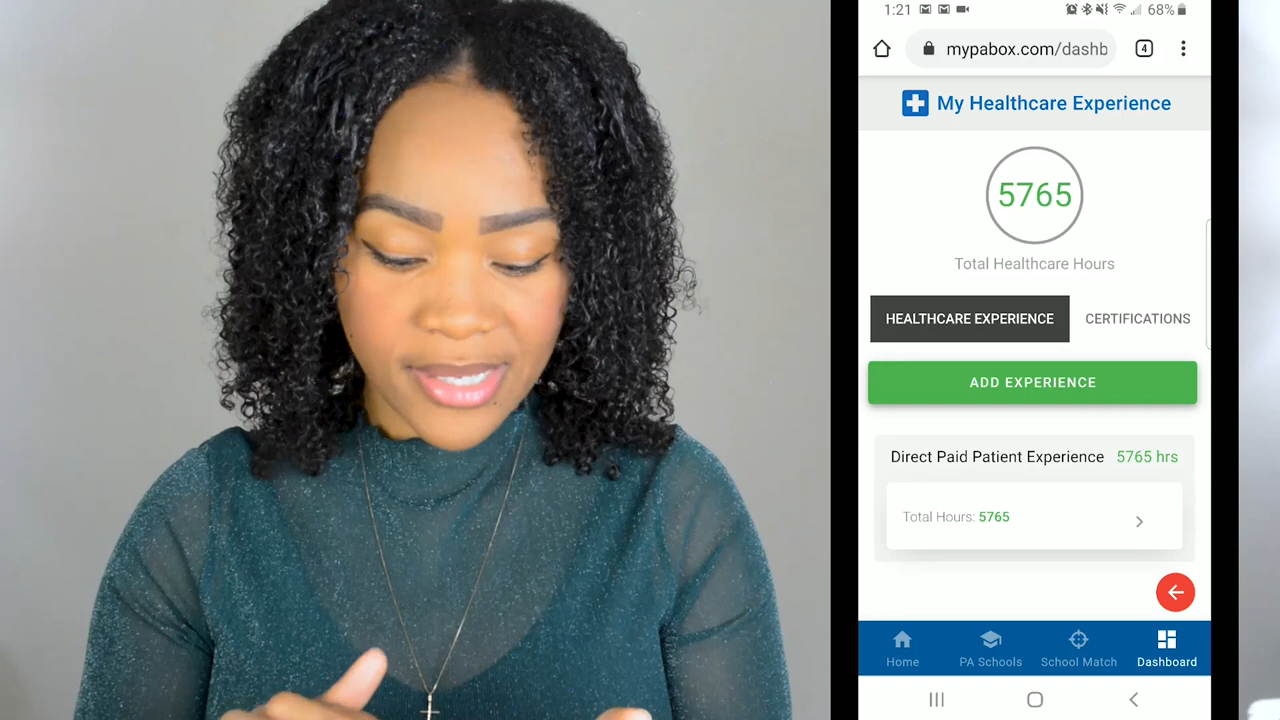 1:21
68%
mypabox.com/dashb
4
My Healthcare Experience
5765
Total Healthcare Hours
HEALTHCARE EXPERIENCE
CERTIFICATIONS
ADD EXPERIENCE
Direct Paid Patient Experience 5765 hrs
Total Hours: 5765
Home
PA Schools
School Match
Dashboard